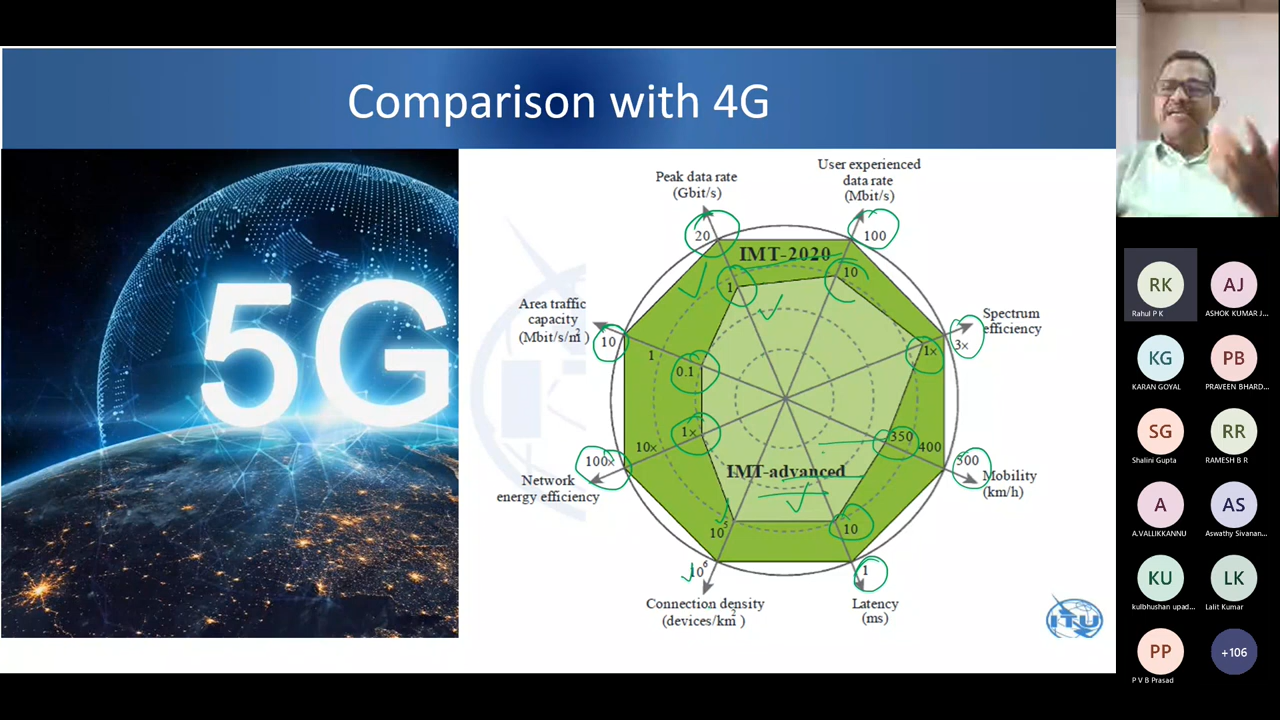 Comparison with 4G
5G
Peak data rate
(Gbit/s)
User experienced
data rate
(Mbit/s)
20
100
IMT-2020
1
10
Area traffic
capacity
(Mbit/s/m²)
10
1
0.1
Spectrum
efficiency
1×
3×
Network
energy efficiency
100×
10×
1×
350
400
500
Mobility
(km/h)
IMT-advanced
10⁵
10
10⁶
1
Connection density
(devices/km²)
Latency
(ms)
ITU
RK
Rahul P K
AJ
ASHOK KUMAR J...
KG
KARAN GOYAL
PB
PRAVEEN BHARD...
SG
Shalini Gupta
RR
RAMESH B R
A
A.VALLIKKANNU
AS
Aswathy Sivanan...
KU
kulbhushan upad...
LK
Lalit Kumar
PP
P V B Prasad
+106